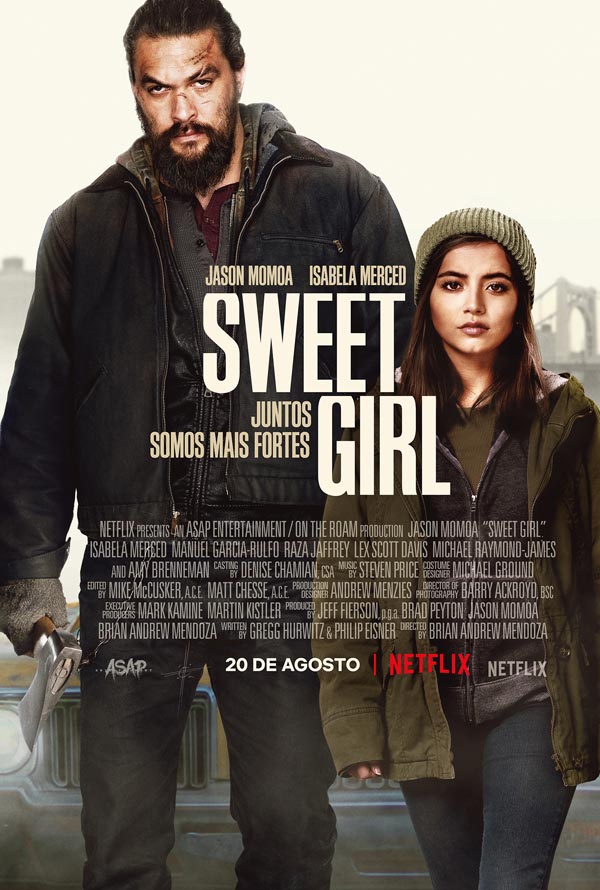 JASON MOMOA ISABELA MERCED
SWEET
JUNTOS
SOMOS MAIS FORTES
GIRL
NETFLIX PRESENTS AN ASAP ENTERTAINMENT / ON THE ROAM PRODUCTION JASON MOMOA "SWEET GIRL"
ISABELA MERCED MANUEL GARCIA-RULFO RAZA JAFFREY LEX SCOTT DAVIS MICHAEL RAYMOND-JAMES
AND AMY BRENNEMAN CASTING BY DENISE CHAMIAN, CSA MUSIC BY STEVEN PRICE COSTUME DESIGNER MICHAEL GROUND
EDITED BY MIKE McCUSKER, A.C.E. MATT CHESSE, A.C.E. PRODUCTION DESIGNER ANDREW MENZIES DIRECTOR OF PHOTOGRAPHY BARRY ACKROYD, BSC
EXECUTIVE PRODUCERS MARK KAMINE MARTIN KISTLER PRODUCED BY JEFF FIERSON, p.g.a. BRAD PEYTON, JASON MOMOA
BRIAN ANDREW MENDOZA WRITTEN BY GREGG HURWITZ & PHILIP EISNER DIRECTED BY BRIAN ANDREW MENDOZA
ASAP 20 DE AGOSTO | NETFLIX NETFLIX